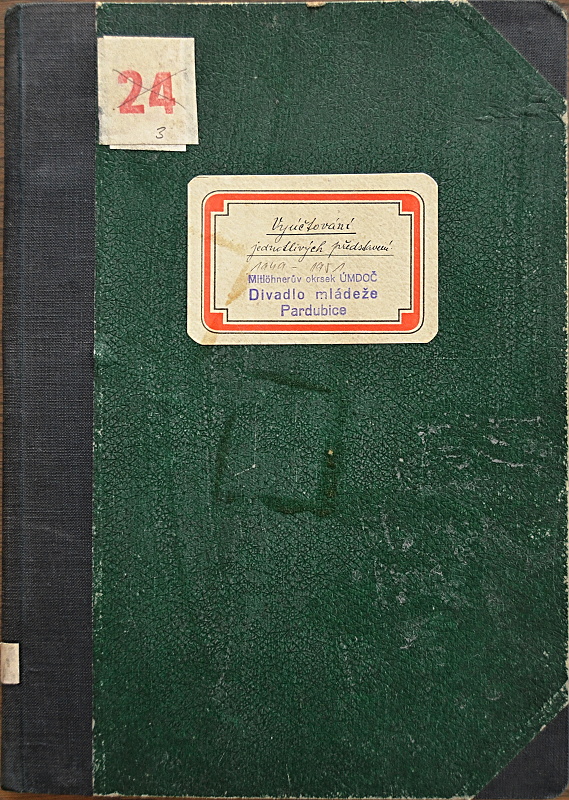 24
3
Vyúčtování
jednotlivých představení
1949 - 1951
Mitlöhnerův okrsek ÚMDOČ
Divadlo mládeže
Pardubice